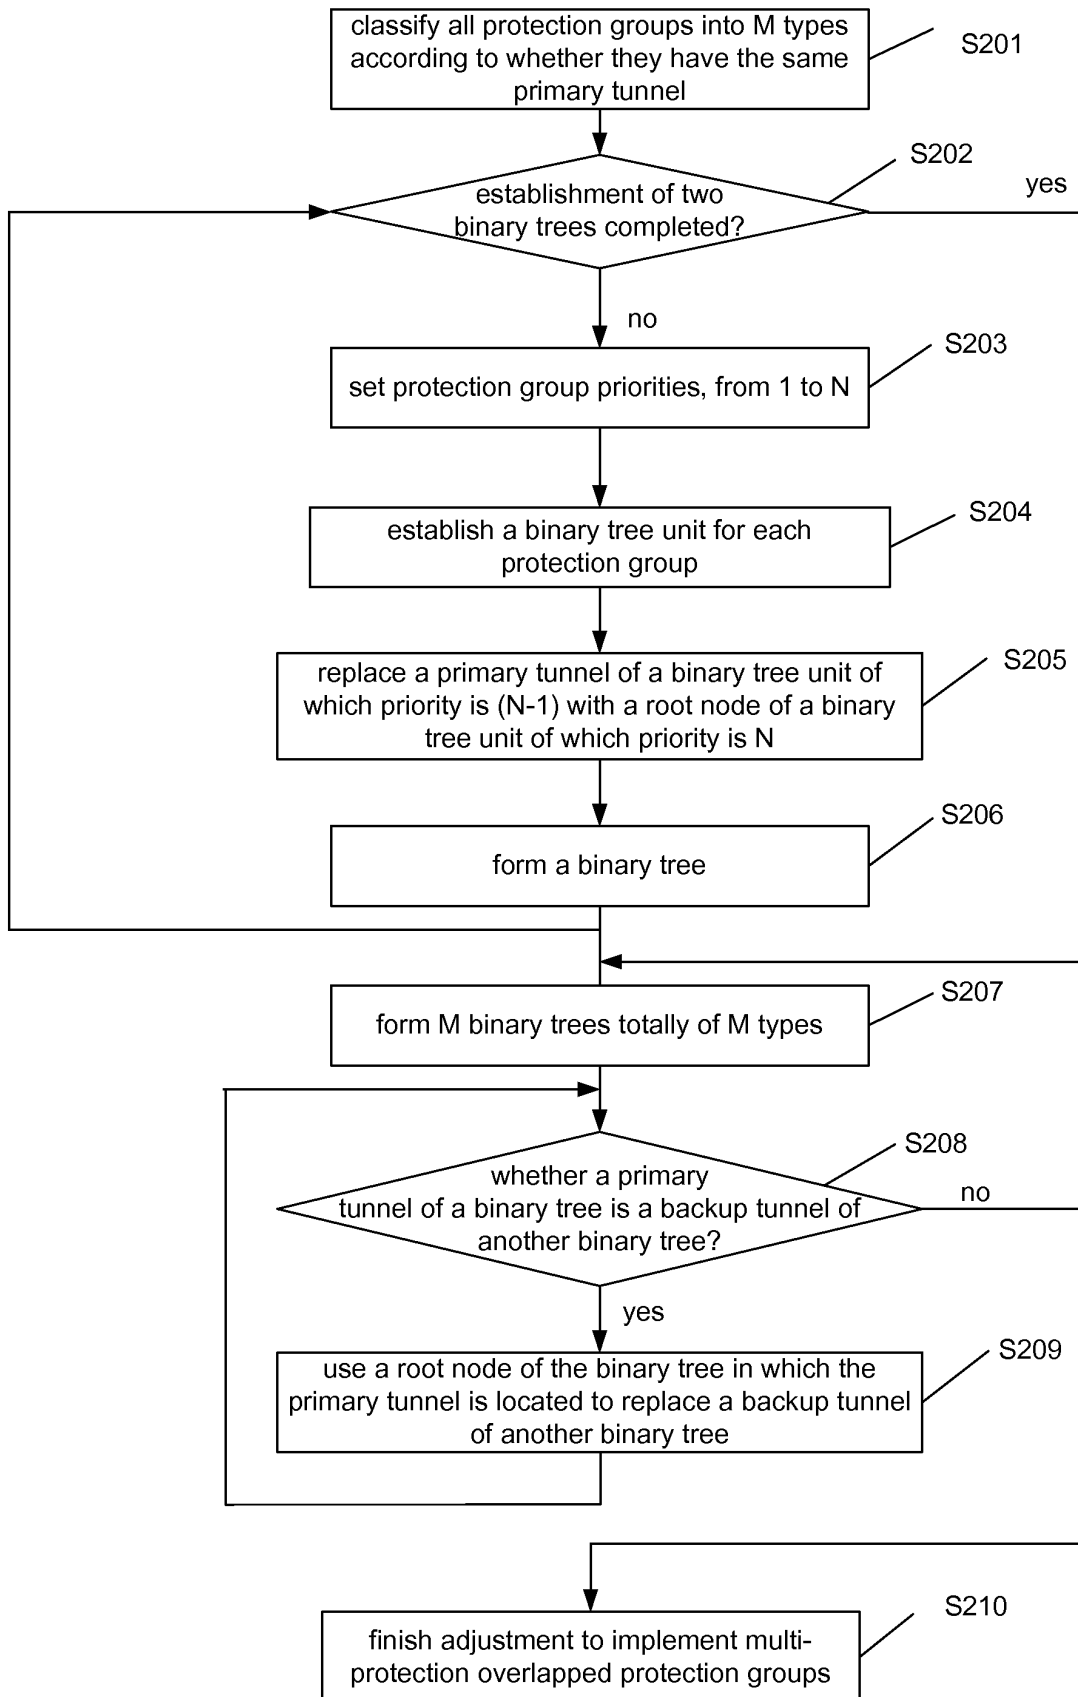 classify all protection groups into M types
according to whether they have the same
primary tunnel
S201
S202
establishment of two
binary trees completed?
yes
no
S203
set protection group priorities, from 1 to N
S204
establish a binary tree unit for each
protection group
S205
replace a primary tunnel of a binary tree unit of
which priority is (N-1) with a root node of a binary
tree unit of which priority is N
S206
form a binary tree
S207
form M binary trees totally of M types
S208
whether a primary
tunnel of a binary tree is a backup tunnel of
another binary tree?
no
yes
S209
use a root node of the binary tree in which the
primary tunnel is located to replace a backup tunnel
of another binary tree
S210
finish adjustment to implement multi-
protection overlapped protection groups